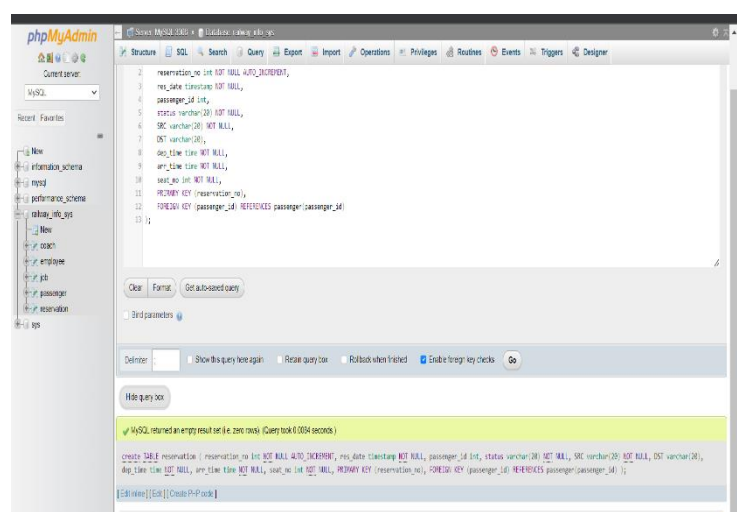 phpMyAdmin
Server: MySQL:3308 » Database: railway_info_sys
Structure SQL Search Query Export Import Operations Privileges Routines Events Triggers Designer
Current server:
MySQL
Recent Favorites
New
information_schema
mysql
performance_schema
railway_info_sys
New
coach
employee
job
passenger
reservation
sys
2 reservation_no int NOT NULL AUTO_INCREMENT,
3 res_date timestamp NOT NULL,
4 passenger_id int,
5 status varchar(20) NOT NULL,
6 SRC varchar(20) NOT NULL,
7 DST varchar(20),
8 dep_time time NOT NULL,
9 arr_time time NOT NULL,
10 seat_no int NOT NULL,
11 PRIMARY KEY (reservation_no),
12 FOREIGN KEY (passenger_id) REFERENCES passenger(passenger_id)
13 );
Clear Format Get auto-saved query
Bind parameters
Delimiter ; Show this query here again Retain query box Rollback when finished Enable foreign key checks Go
Hide query box
MySQL returned an empty result set (i.e. zero rows). (Query took 0.0084 seconds.)
create TABLE reservation ( reservation_no int NOT NULL AUTO_INCREMENT, res_date timestamp NOT NULL, passenger_id int, status varchar(20) NOT NULL, SRC varchar(20) NOT NULL, DST varchar(20),
dep_time time NOT NULL, arr_time time NOT NULL, seat_no int NOT NULL, PRIMARY KEY (reservation_no), FOREIGN KEY (passenger_id) REFERENCES passenger(passenger_id) );
[ Edit inline ] [ Edit ] [ Create PHP code ]